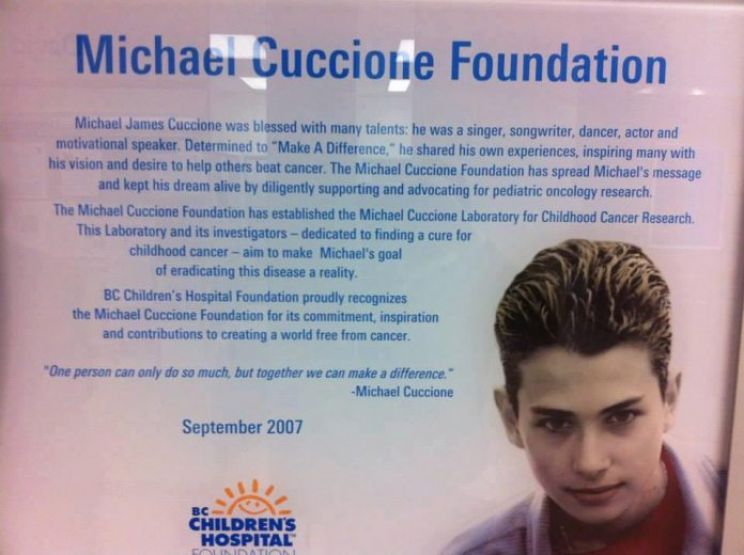 Michael Cuccione Foundation
Michael James Cuccione was blessed with many talents: he was a singer, songwriter, dancer, actor and
motivational speaker. Determined to "Make A Difference," he shared his own experiences, inspiring many with
his vision and desire to help others beat cancer. The Michael Cuccione Foundation has spread Michael's message
and kept his dream alive by diligently supporting and advocating for pediatric oncology research.
The Michael Cuccione Foundation has established the Michael Cuccione Laboratory for Childhood Cancer Research.
This Laboratory and its investigators – dedicated to finding a cure for
childhood cancer – aim to make Michael's goal
of eradicating this disease a reality.
BC Children's Hospital Foundation proudly recognizes
the Michael Cuccione Foundation for its commitment, inspiration
and contributions to creating a world free from cancer.
"One person can only do so much, but together we can make a difference."
-Michael Cuccione
September 2007
BC
CHILDREN'S
HOSPITAL
FOUNDATION